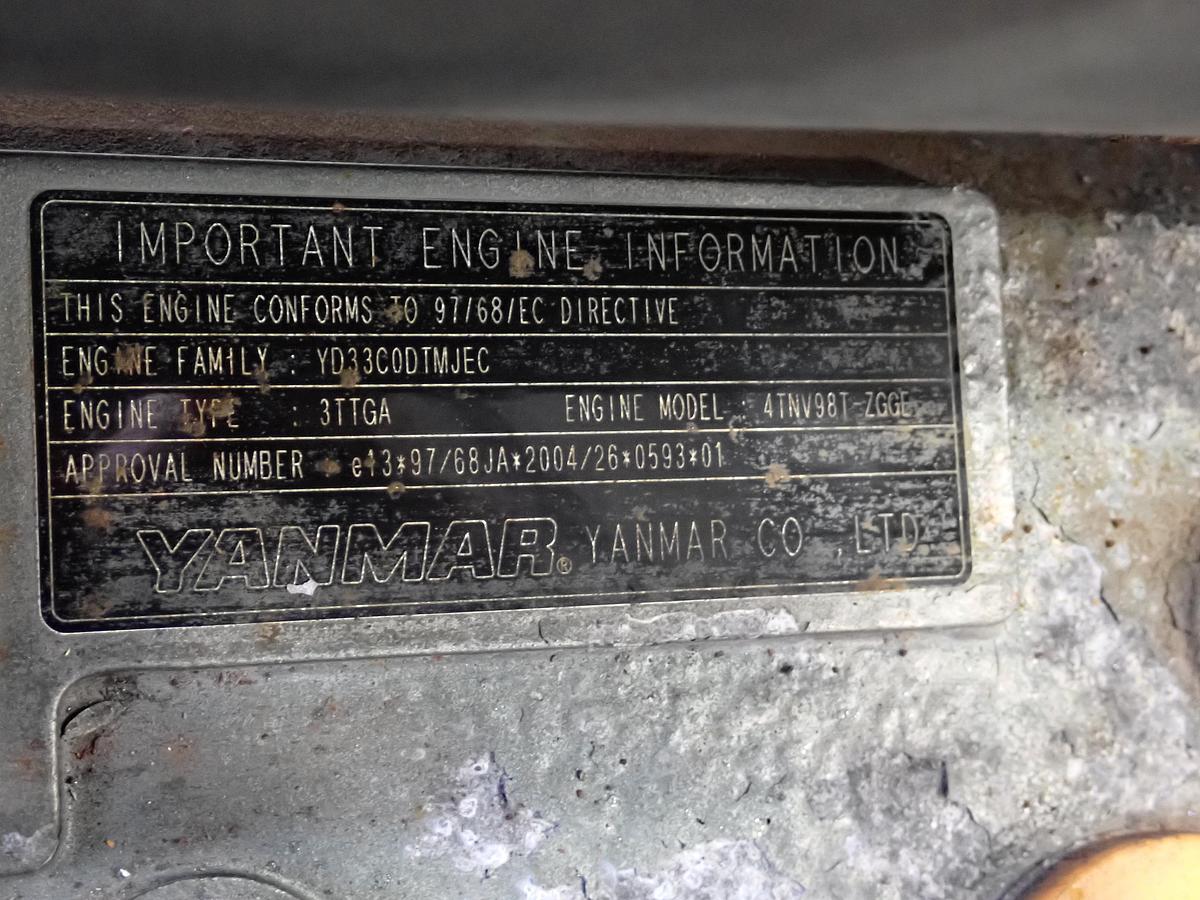 IMPORTANT ENGINE INFORMATION
THIS ENGINE CONFORMS TO 97/68/EC DIRECTIVE
ENGINE FAMILY : YD33C0DTMJEC
ENGINE TYPE : 3TTGA ENGINE MODEL : 4TNV98T-ZGGE
APPROVAL NUMBER : e13*97/68JA*2004/26*0593*01
YANMAR® YANMAR CO.,LTD.